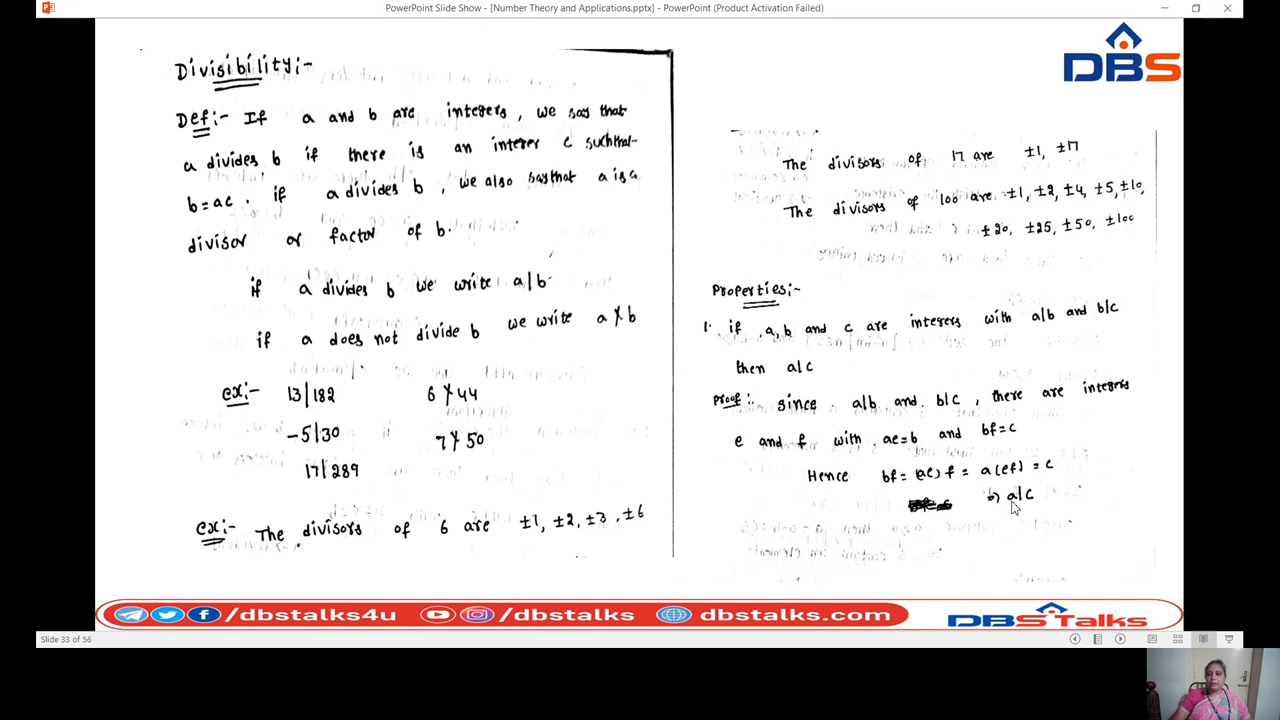 PowerPoint Slide Show - [Number Theory and Applications.pptx] - PowerPoint (Product Activation Failed)
DBS
Divisibility:-
Def:- If a and b are integers, we say that
a divides b if there is an interer c suchthat
b=ac. if a divides b, we also say that a is a
divisor or factor of b.
if a divides b we write a|b
if a does not divide b we write a ∤ b
ex:- 13|182 6 ∤ 44
-5|30 7 ∤ 50
17|289
ex:- The divisors of 6 are ±1, ±2, ±3, ±6
The divisors of 17 are ±1, ±17
The divisors of 100 are ±1, ±2, ±4, ±5, ±10,
±20, ±25, ±50, ±100
Properties:-
1. if a, b and c are integers with a|b and b|c
then a|c
Proof:. since a|b and b|c, there are integers
e and f with ae=b and bf=c
Hence bf = (ae)f = a(ef) = c
a|c
/dbstalks4u /dbstalks dbstalks.com
DBS Talks
Slide 33 of 56